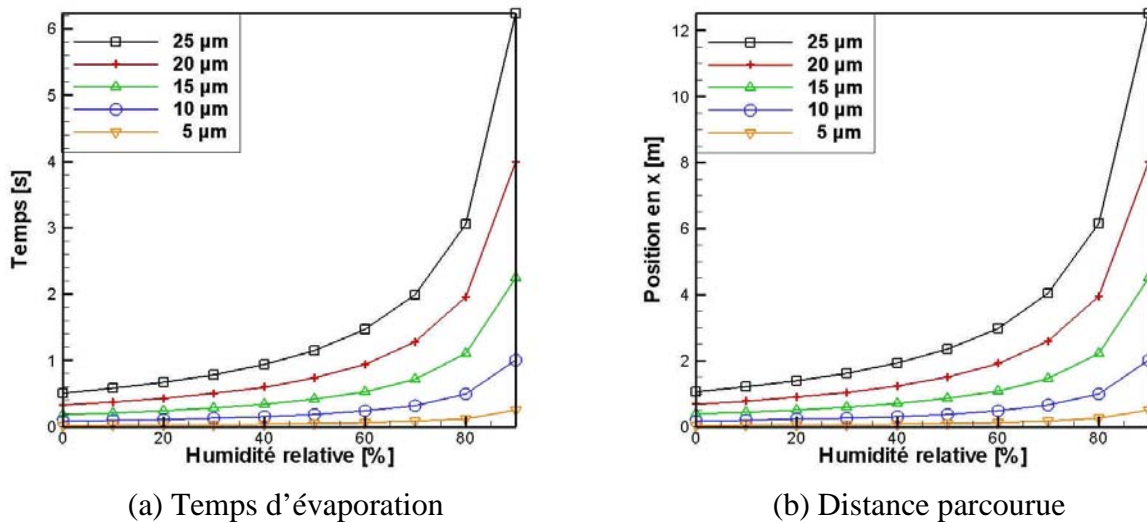 6
5
4
3
2
1
0
Temps [s]
25 µm
20 µm
15 µm
10 µm
5 µm
0
20
40
60
80
Humidité relative [%]
(a) Temps d’évaporation
12
10
8
6
4
2
0
Position en x [m]
25 µm
20 µm
15 µm
10 µm
5 µm
0
20
40
60
80
Humidité relative [%]
(b) Distance parcourue